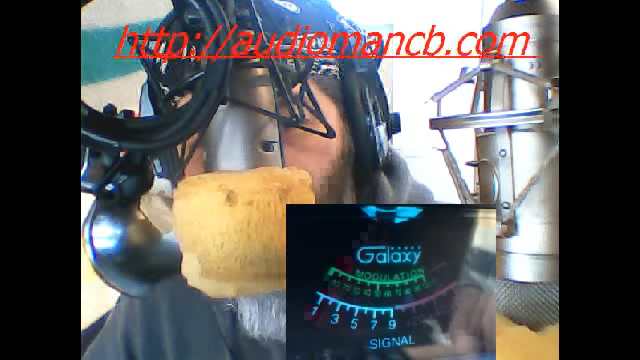 http://audiomancb.com
Galaxy
MODULATION
1 3 5 7 9
SIGNAL